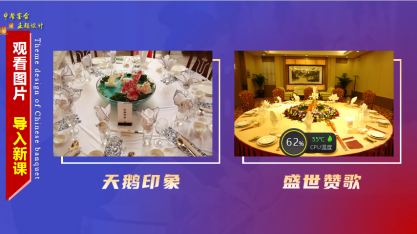 中餐宴会
主题设计
观看图片 导入新课
Theme design of Chinese banquet
天鹅印象
盛世赞歌
62%
55℃
CPU温度